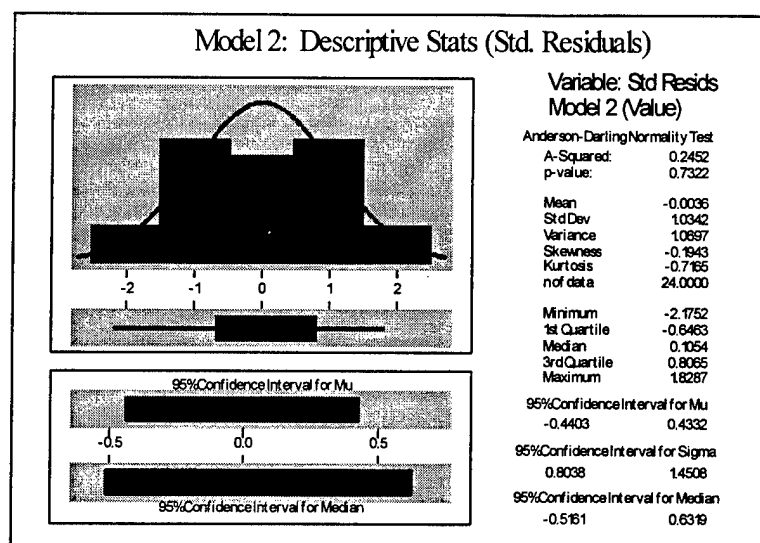 Model 2: Descriptive Stats (Std. Residuals)
Variable: Std Resids
Model 2 (Value)
Anderson-Darling Normality Test
A-Squared: 0.2452
p-value: 0.7322
Mean -0.0036
Std Dev 1.0342
Variance 1.0697
Skewness -0.1943
Kurtosis -0.7165
n of data 24.0000
Minimum -2.1752
1st Quartile -0.6463
Median 0.1054
3rd Quartile 0.8065
Maximum 1.8287
95% Confidence Interval for Mu
-0.4403 0.4332
95% Confidence Interval for Sigma
0.8038 1.4508
95% Confidence Interval for Median
-0.5161 0.6319
-2 -1 0 1 2
95% Confidence Interval for Mu
-0.5 0.0 0.5
95% Confidence Interval for Median